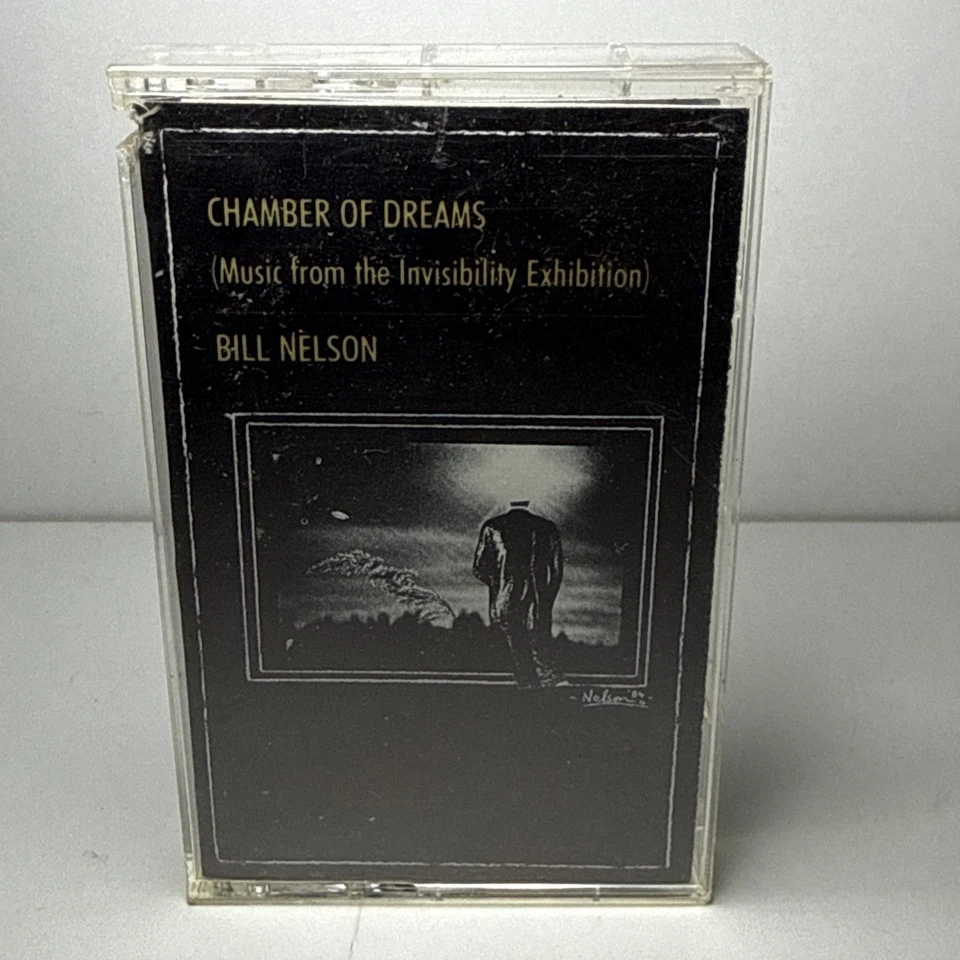 CHAMBER OF DREAMS
(Music from the Invisibility Exhibition)
BILL NELSON
- Nelson '84 -